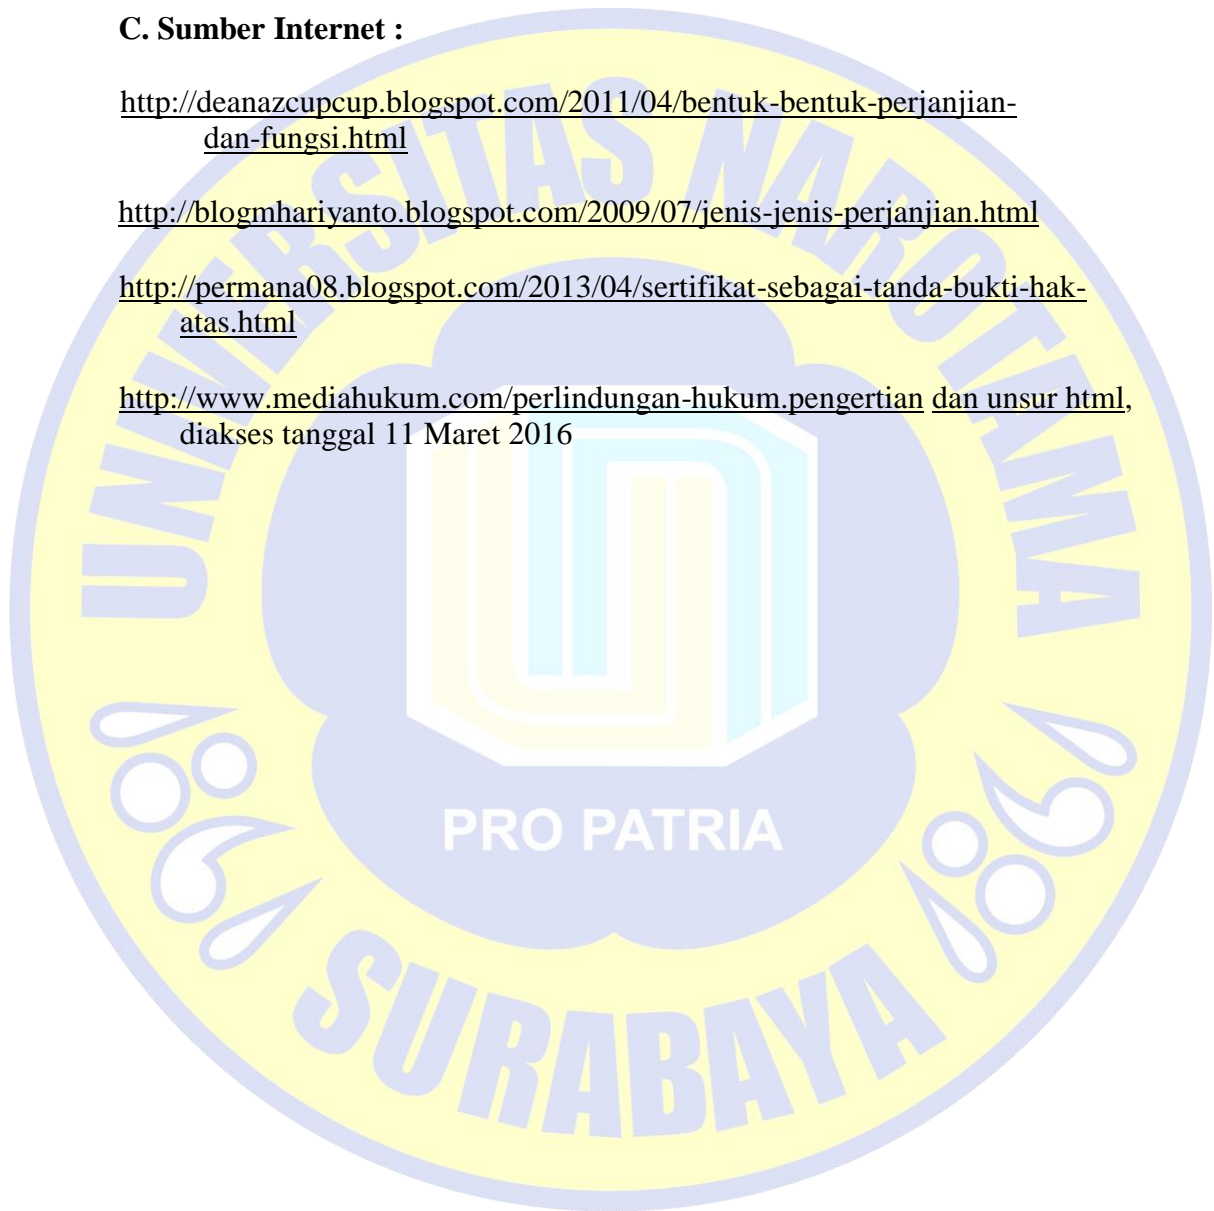 C. Sumber Internet :
http://deanazcupcup.blogspot.com/2011/04/bentuk-bentuk-perjanjian-
dan-fungsi.html
http://blogmhariyanto.blogspot.com/2009/07/jenis-jenis-perjanjian.html
http://permana08.blogspot.com/2013/04/sertifikat-sebagai-tanda-bukti-hak-
atas.html
http://www.mediahukum.com/perlindungan-hukum.pengertian dan unsur html,
diakses tanggal 11 Maret 2016
UNIVERSITAS NAROTAMA
PRO PATRIA
SURABAYA